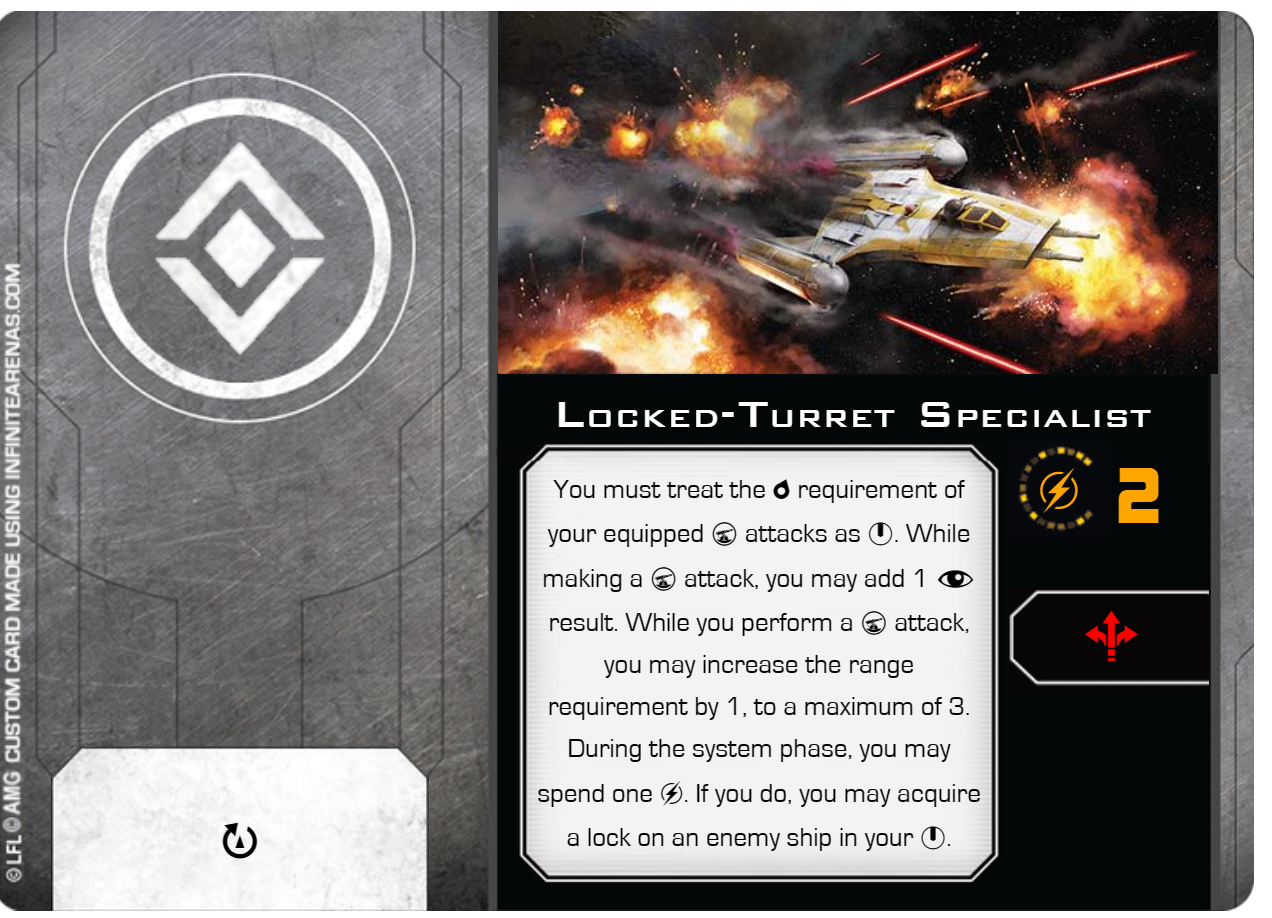 © LFL © AMG CUSTOM CARD MADE USING INFINITEARENAS.COM
Locked-Turret Specialist
You must treat the requirement of
your equipped attacks as . While
making a attack, you may add 1
result. While you perform a attack,
you may increase the range
requirement by 1, to a maximum of 3.
During the system phase, you may
spend one . If you do, you may acquire
a lock on an enemy ship in your .
2